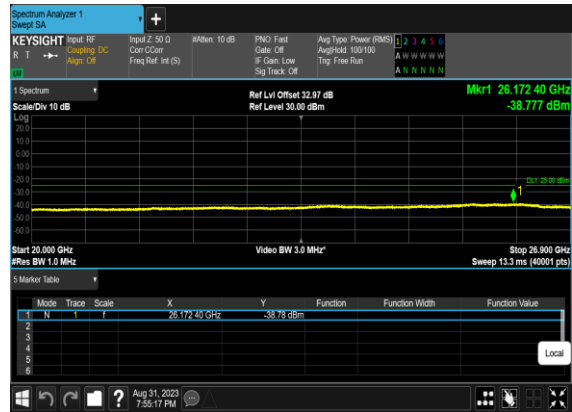 Spectrum Analyzer 1
Swept SA
+
KEYSIGHT Input: RF Input Z: 50 Ω #Atten: 10 dB PNO: Fast Avg Type: Power (RMS) 1 2 3 4 5 6
R T Coupling: DC Corr CCorr Gate: Off Avg|Hold: 100/100 A W W W W W
Align: Off Freq Ref: Int (S) IF Gain: Low Trig: Free Run
Sig Track: Off A N N N N N
1 Spectrum Ref Lvl Offset 32.97 dB Mkr1 26.172 40 GHz
Scale/Div 10 dB Ref Level 30.00 dBm -38.777 dBm
Log
20.0
10.0
0.00
-10.0
-20.0
DL1 -25.00 dBm
-30.0
1
-40.0
-50.0
-60.0
Start 20.000 GHz Video BW 3.0 MHz* Stop 26.900 GHz
#Res BW 1.0 MHz Sweep 13.3 ms (40001 pts)
5 Marker Table
Mode Trace Scale X Y Function Function Width Function Value
1 N 1 f 26.172 40 GHz -38.78 dBm
2
3
4
5
6
Local
? Aug 31, 2023
7:55:17 PM